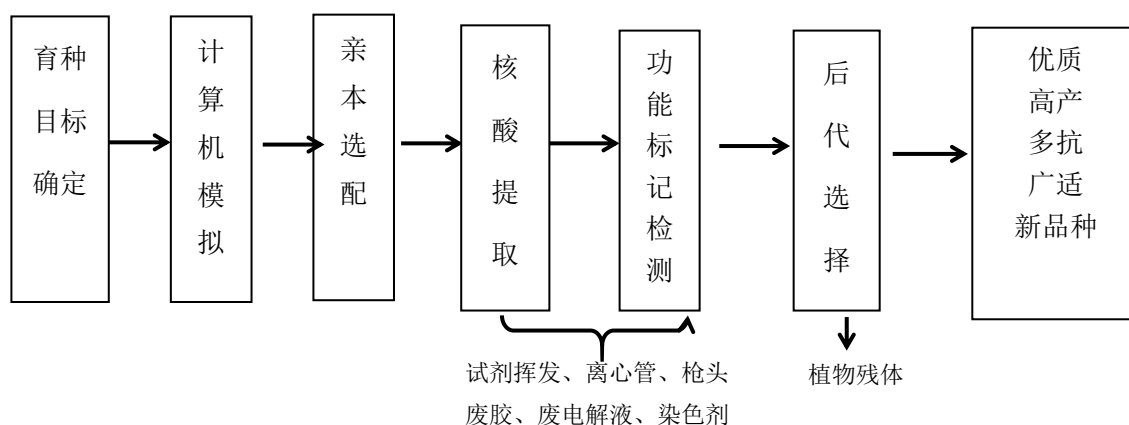 育种
目标
确定
计
算
机
模
拟
亲
本
选
配
核
酸
提
取
功
能
标
记
检
测
后
代
选
择
优质
高产
多抗
广适
新品种
试剂挥发、离心管、枪头
废胶、废电解液、染色剂
植物残体